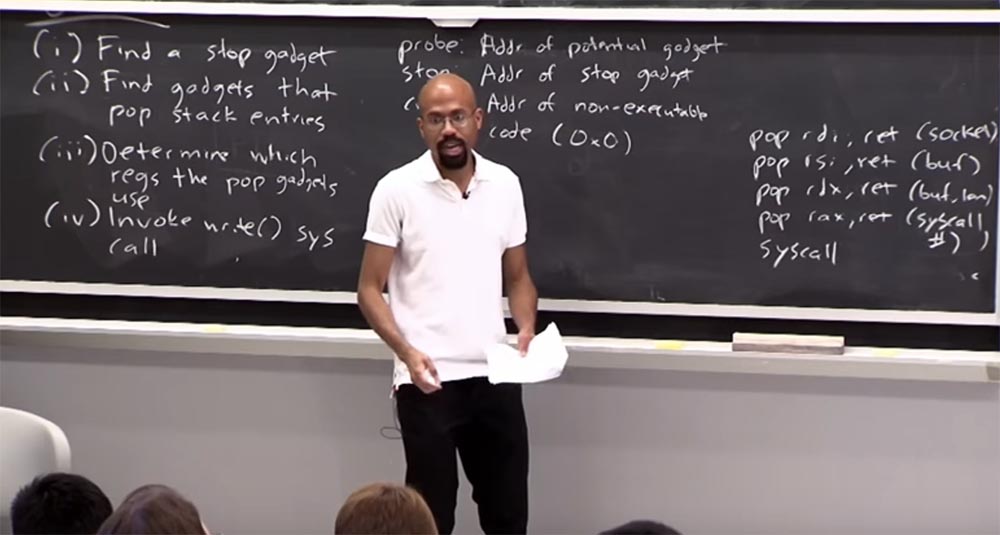 (i) Find a stop gadget
(ii) Find gadgets that
pop stack entries
(iii) Determine which
regs the pop gadgets
use
(iv) Invoke write() sys
call
probe: Addr of potential gadget
stop: Addr of stop gadget
Addr of non-executable
code (0x0)
pop rdi; ret (socket)
pop rsi, ret (buf)
pop rdx, ret (buf, len)
pop rax, ret (syscall
#)
syscall